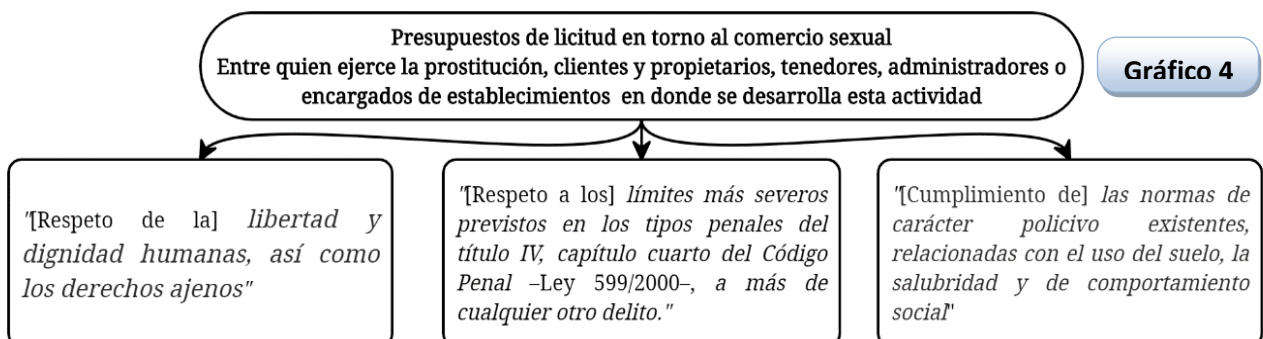 Presupuestos de licitud en torno al comercio sexual
Entre quien ejerce la prostitución, clientes y propietarios, tenedores, administradores o
encargados de establecimientos en donde se desarrolla esta actividad
Gráfico 4
"[Respeto de la] libertad y
dignidad humanas, así como
los derechos ajenos"
"[Respeto a los] límites más severos
previstos en los tipos penales del
título IV, capítulo cuarto del Código
Penal –Ley 599/2000–, a más de
cualquier otro delito."
"[Cumplimiento de] las normas de
carácter policivo existentes,
relacionadas con el uso del suelo, la
salubridad y de comportamiento
social"